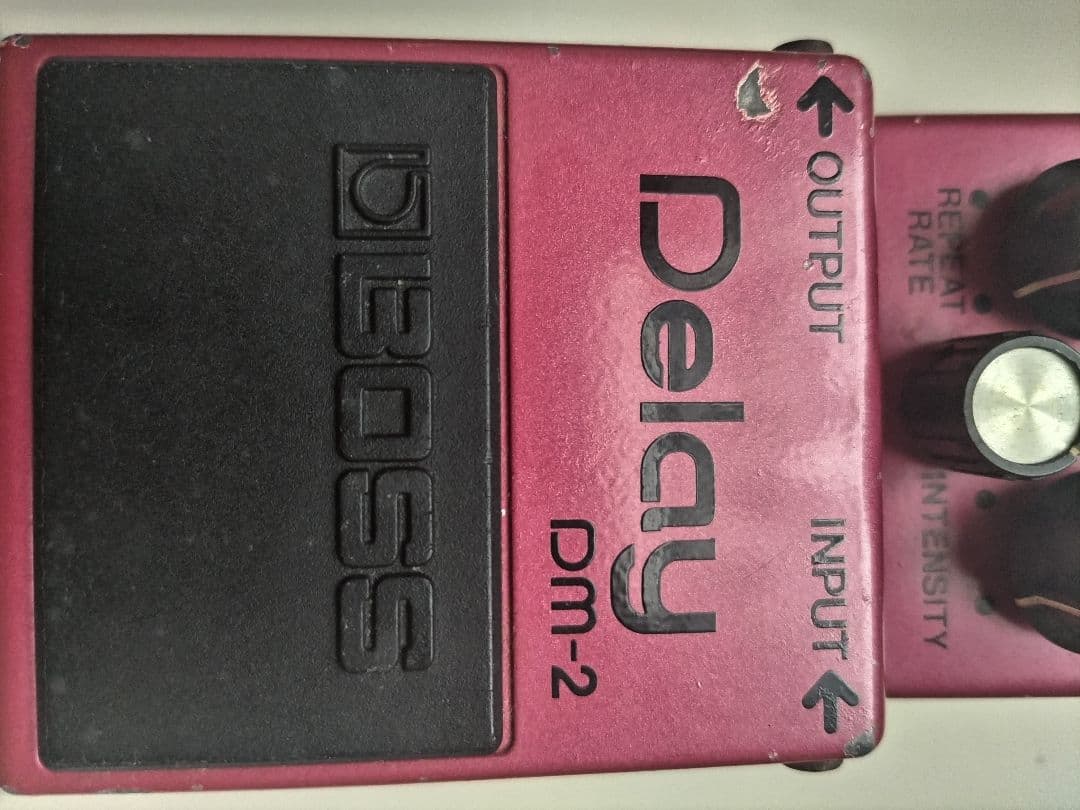 REPEAT
RATE
INTENSITY
← OUTPUT
INPUT ←
Delay
DM-2
BOSS